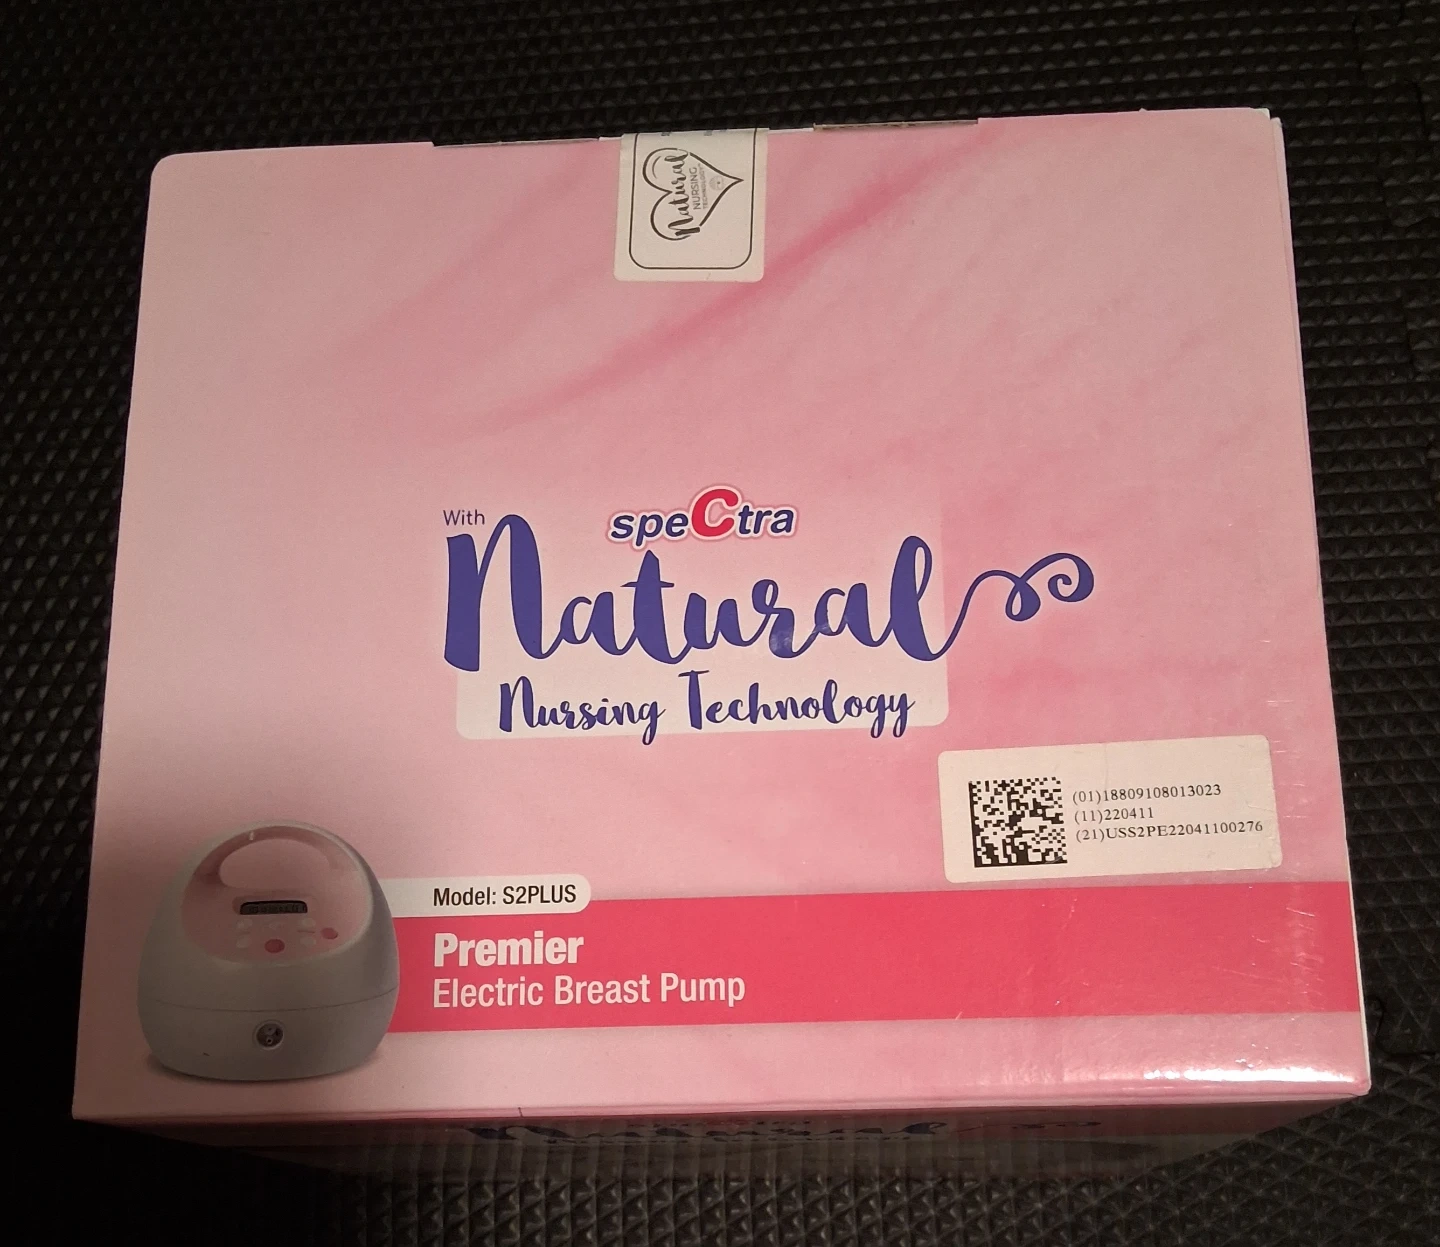 Natural
NURSING
TECHNOLOGY
With
speCtra
Natural
Nursing Technology
(01)18809108013023
(11)220411
(21)USS2PE22041100276
Model: S2PLUS
Premier
Electric Breast Pump